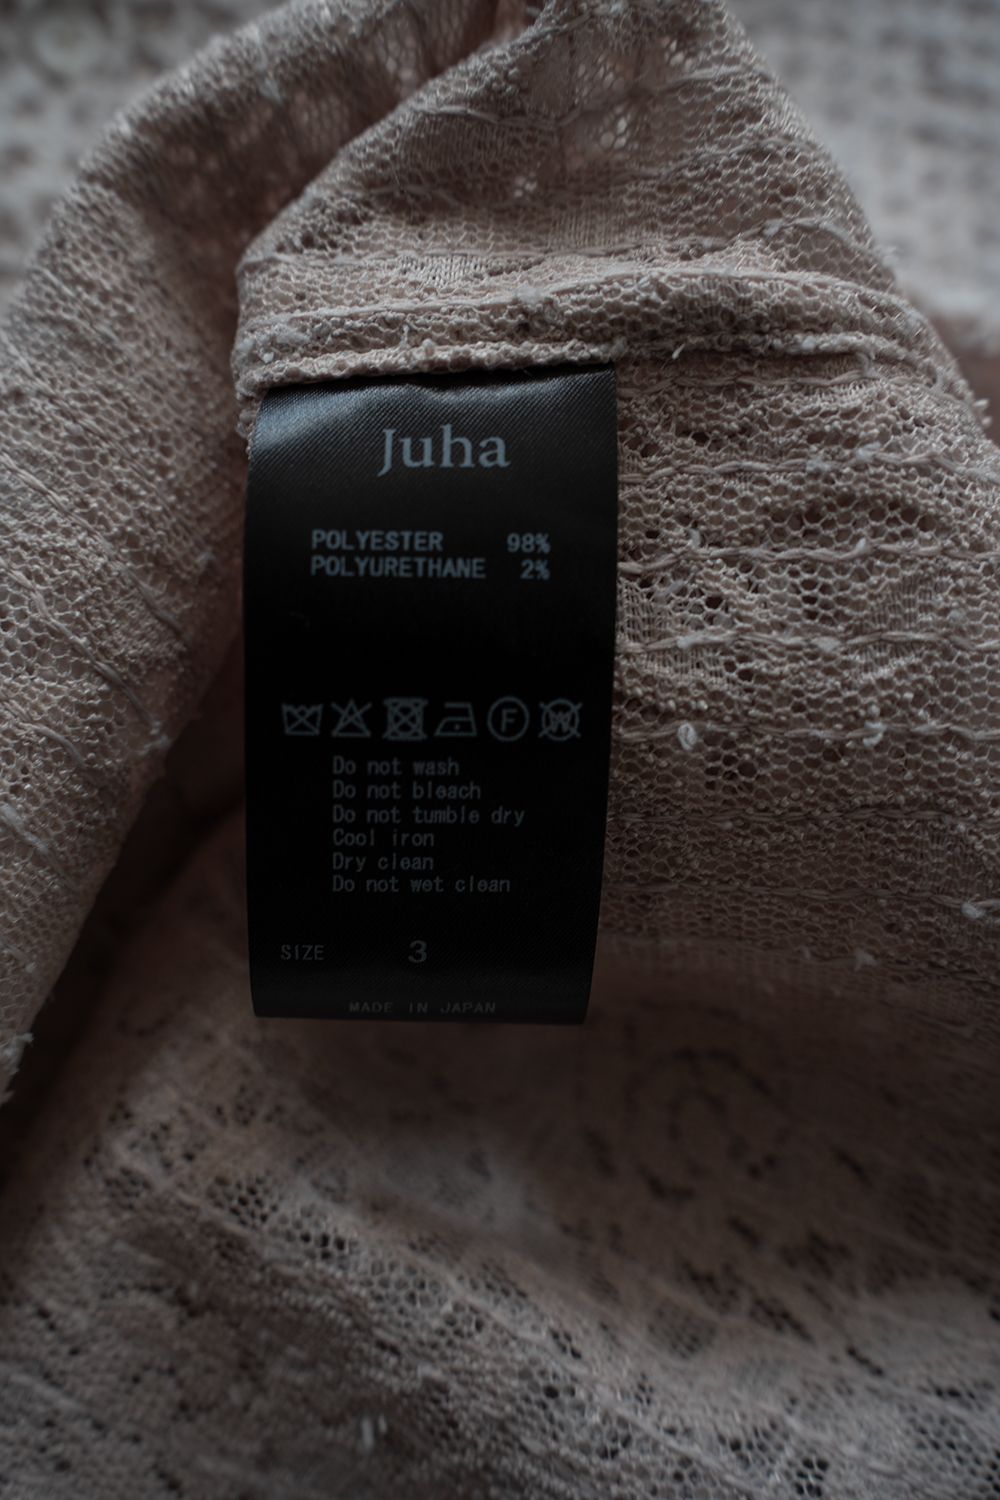 Juha
POLYESTER 98%
POLYURETHANE 2%
F W
Do not wash
Do not bleach
Do not tumble dry
Cool iron
Dry clean
Do not wet clean
SIZE 3
MADE IN JAPAN